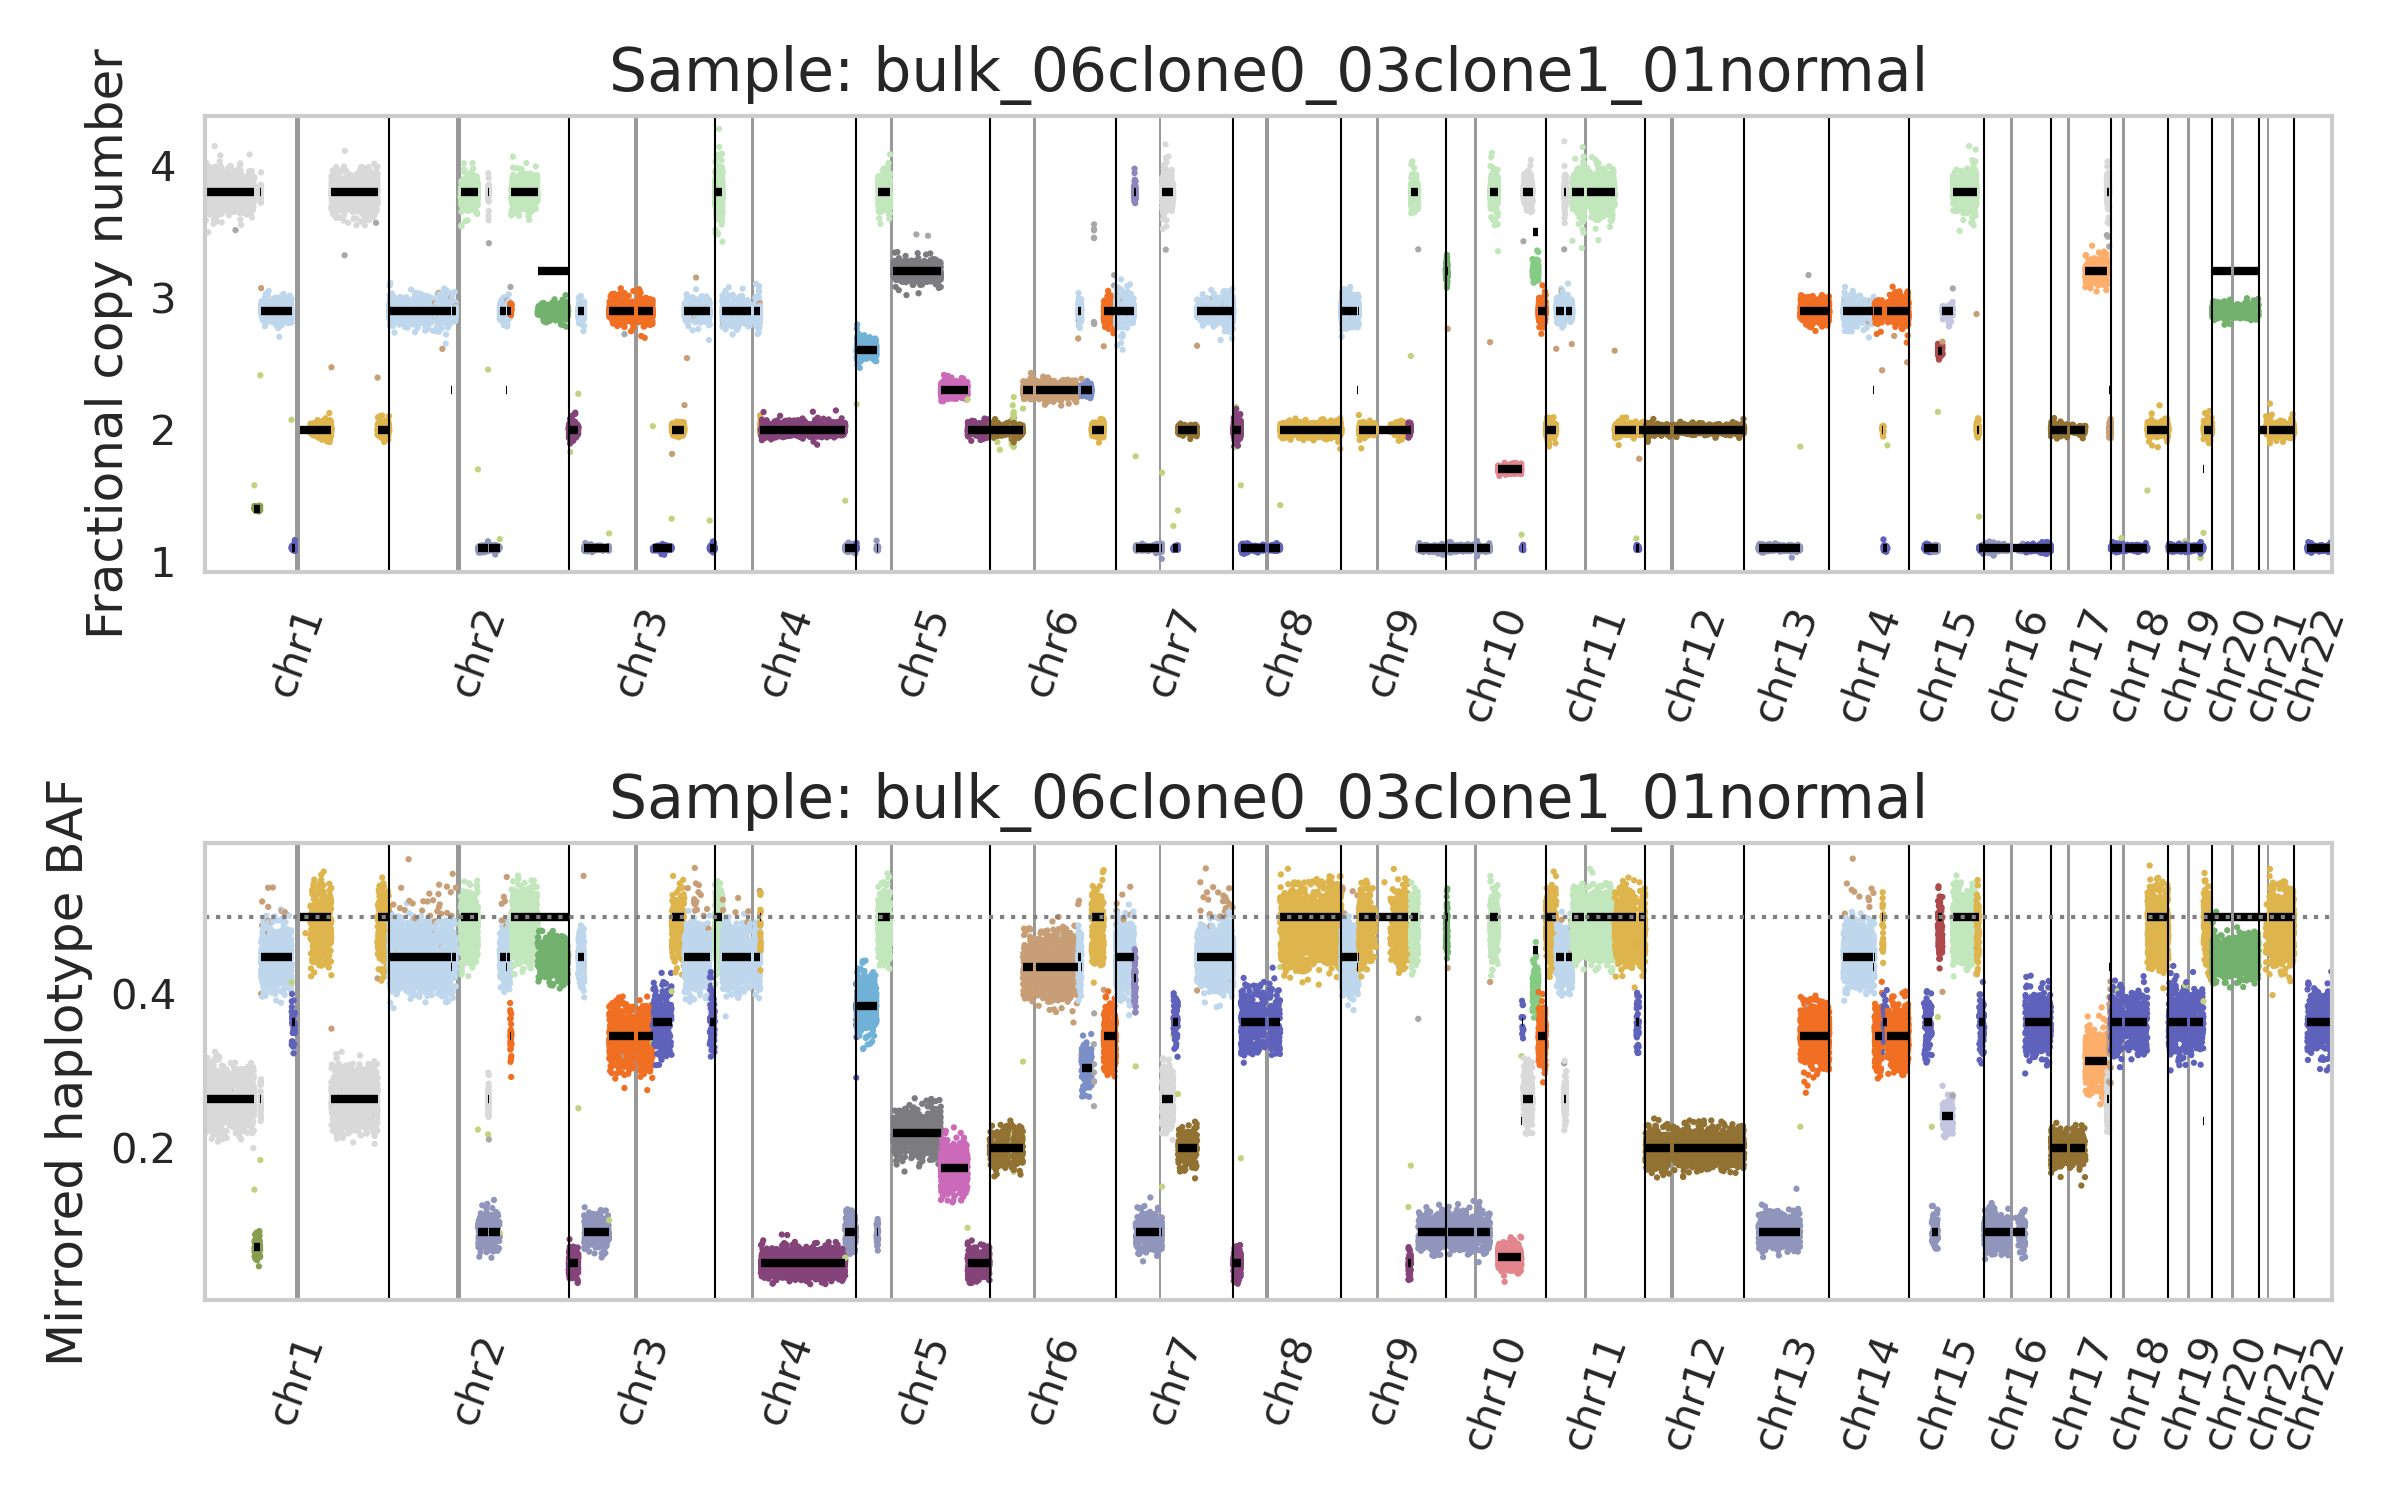 Sample: bulk_06clone0_03clone1_01normal
Fractional copy number
4
3
2
1
chr1 chr2 chr3 chr4 chr5 chr6 chr7 chr8 chr9 chr10 chr11 chr12 chr13 chr14 chr15 chr16 chr17 chr18 chr19 chr20 chr21 chr22
Sample: bulk_06clone0_03clone1_01normal
Mirrored haplotype BAF
0.4
0.2
chr1 chr2 chr3 chr4 chr5 chr6 chr7 chr8 chr9 chr10 chr11 chr12 chr13 chr14 chr15 chr16 chr17 chr18 chr19 chr20 chr21 chr22